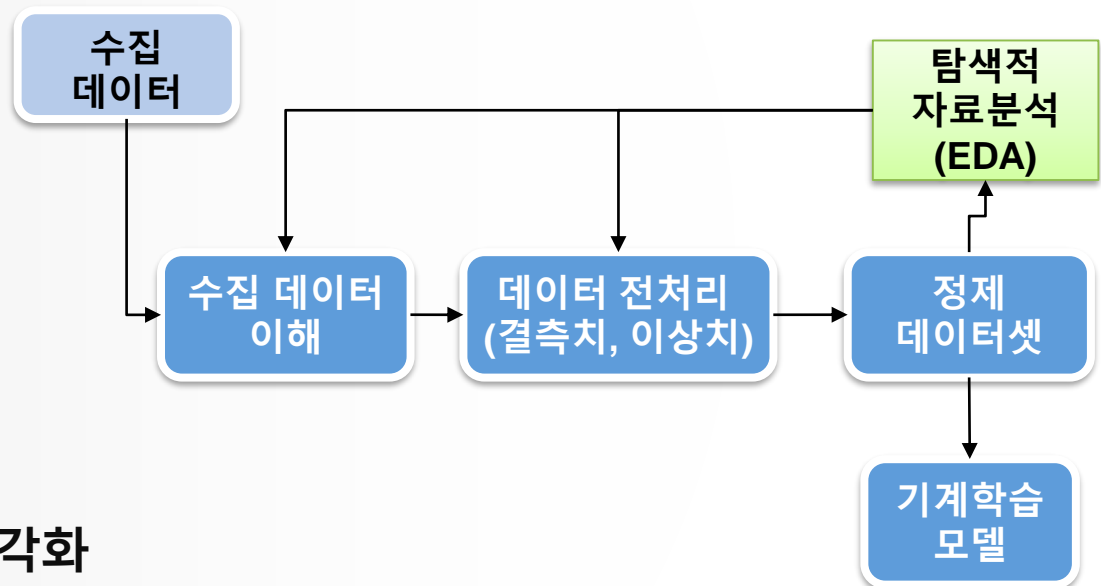 수집
데이터
탐색적
자료분석
(EDA)
수집 데이터
이해
데이터 전처리
(결측치, 이상치)
정제
데이터셋
기계학습
모델
각화